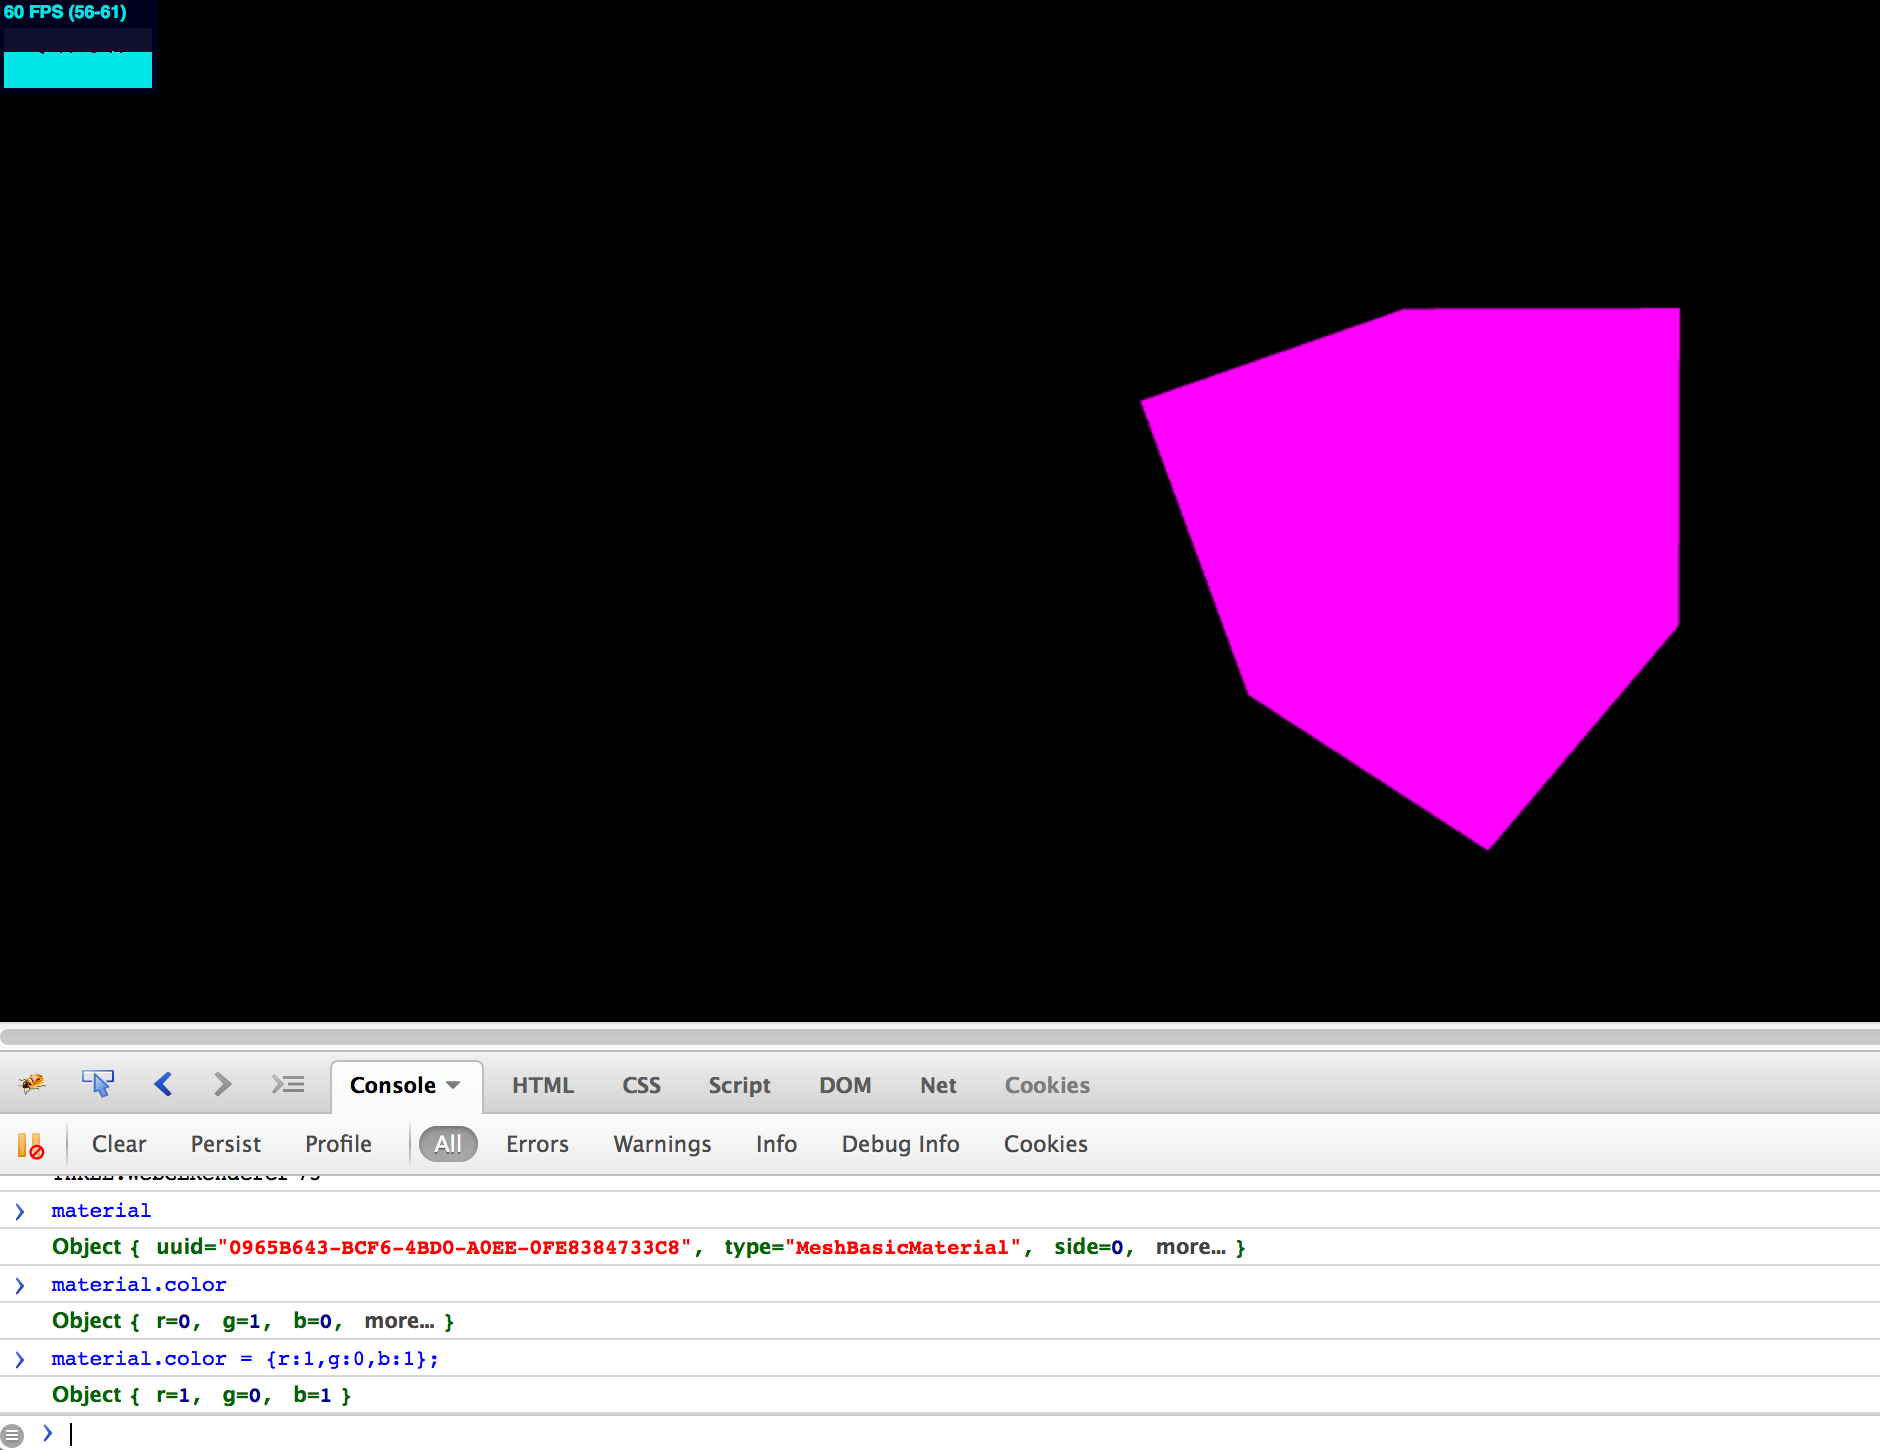 60 FPS (56-61)
Console HTML CSS Script DOM Net Cookies
Clear Persist Profile All Errors Warnings Info Debug Info Cookies
material
Object { uuid="0965B643-BCF6-4BD0-A0EE-0FE8384733C8", type="MeshBasicMaterial", side=0, more... }
material.color
Object { r=0, g=1, b=0, more... }
material.color = {r:1,g:0,b:1};
Object { r=1, g=0, b=1 }